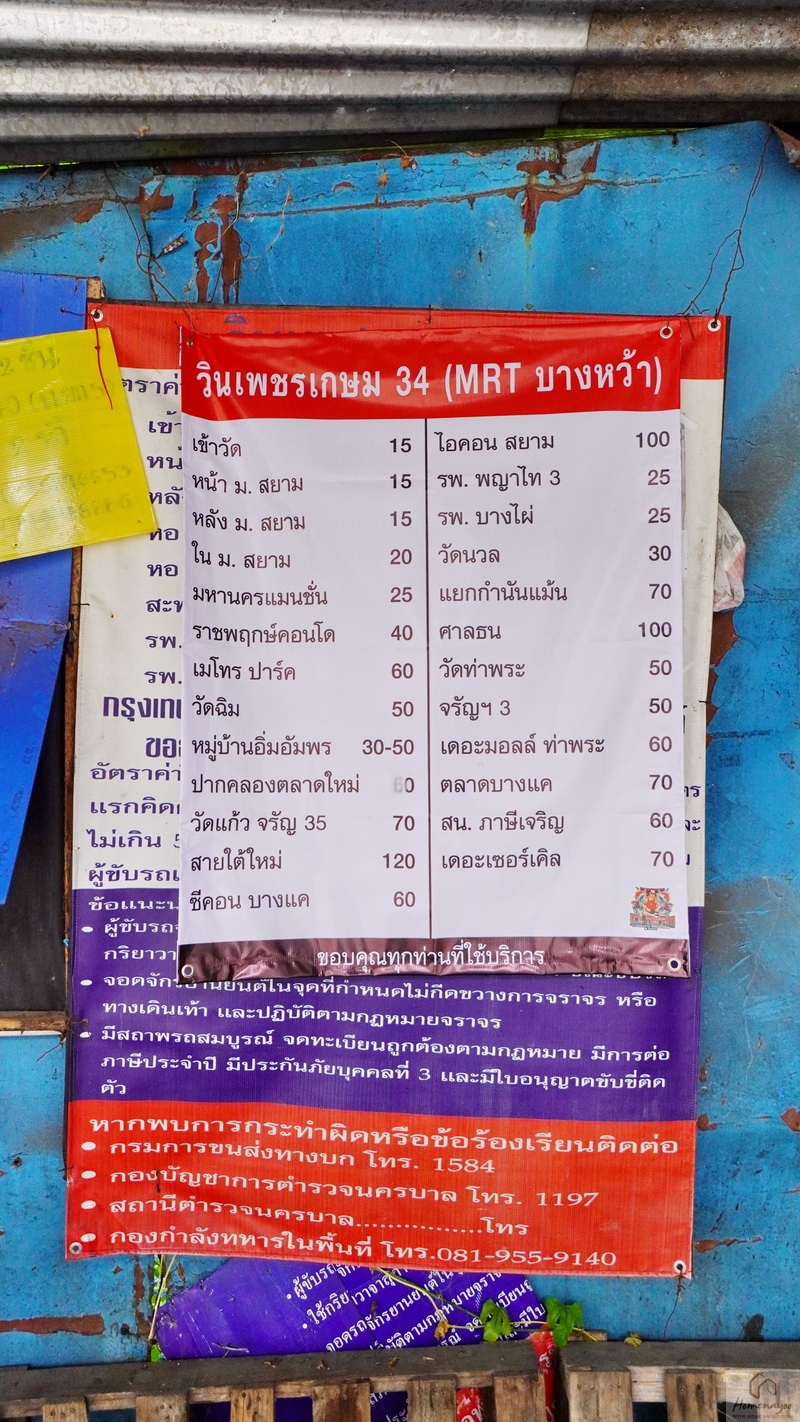 วินเพชรเกษม 34 (MRT บางหว้า)
เข้าวัด 15
หน้า ม. สยาม 15
หลัง ม. สยาม 15
ใน ม. สยาม 20
มหานครแมนชั่น 25
ราชพฤกษ์คอนโด 40
เมโทร ปาร์ค 60
วัดฉิม 50
หมู่บ้านอิ่มอัมพร 30-50
ปากคลองตลาดใหม่ 60
วัดแก้ว จรัญ 35 70
สายใต้ใหม่ 120
ซีคอน บางแค 60
ไอคอน สยาม 100
รพ. พญาไท 3 25
รพ. บางไผ่ 25
วัดนวล 30
แยกกำนันแม้น 70
ศาลธน 100
วัดท่าพระ 50
จรัญฯ 3 50
เดอะมอลล์ ท่าพระ 60
ตลาดบางแค 70
สน. ภาษีเจริญ 60
เดอะเซอร์เคิล 70
ขอบคุณทุกท่านที่ใช้บริการ
หอ
หอ
รพ.
รพ.
ไม่เกิน 5
• จอดจักรยานยนต์ในจุดที่กำหนดไม่กีดขวางการจราจร หรือ
ทางเดินเท้า และปฏิบัติตามกฎหมายจราจร
• มีสภาพรถสมบูรณ์ จดทะเบียนถูกต้องตามกฎหมาย มีการต่อ
ภาษีประจำปี มีประกันภัยบุคคลที่ 3 และมีใบอนุญาตขับขี่ติด
ตัว
หากพบการกระทำผิดหรือข้อร้องเรียนติดต่อ
• กรมการขนส่งทางบก โทร. 1584
• กองบัญชาการตำรวจนครบาล โทร. 1197
• สถานีตำรวจนครบาล................โทร
• กองกำลังทหารในพื้นที่ โทร.081-955-9140
Homenayoo